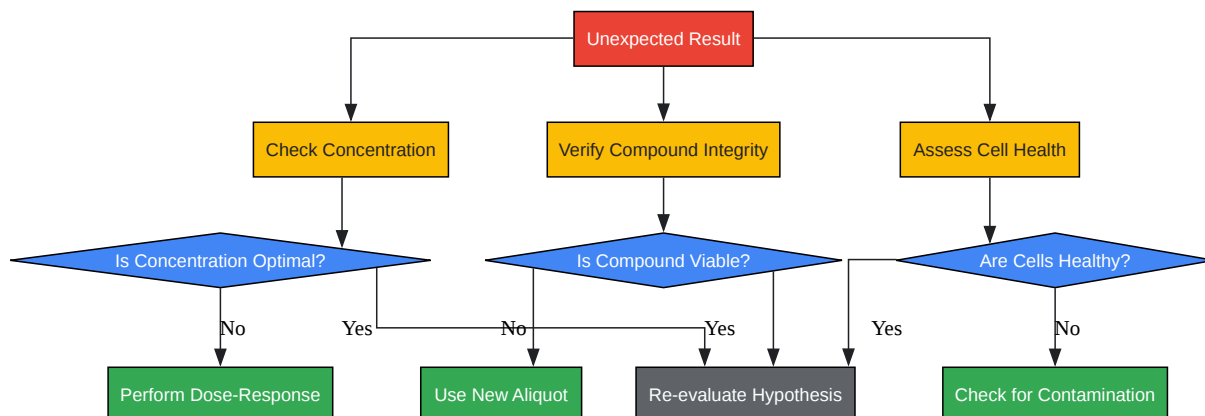 Unexpected Result
Check Concentration
Verify Compound Integrity
Assess Cell Health
Is Concentration Optimal?
Is Compound Viable?
Are Cells Healthy?
No
Yes
No
Yes
Yes
No
Perform Dose-Response
Use New Aliquot
Re-evaluate Hypothesis
Check for Contamination